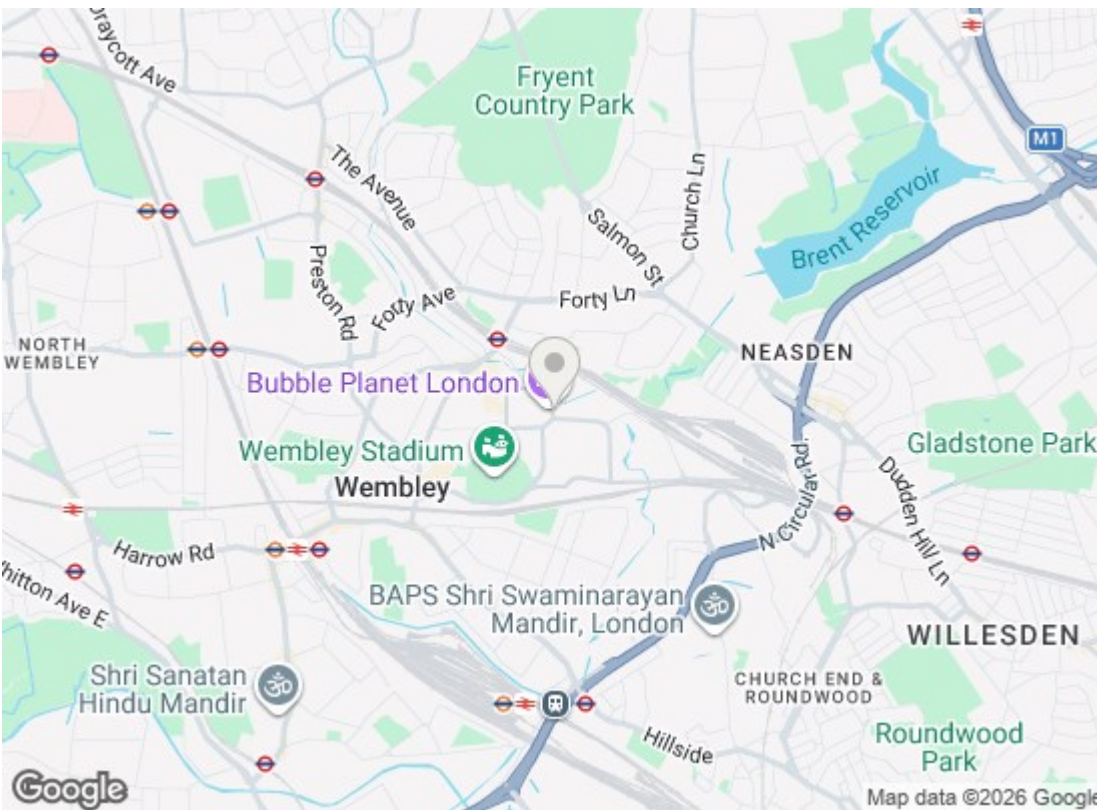 Draycott Ave
Fryent
Country Park
M1
The Avenue
Church Ln
Brent Reservoir
Salmon St
Preston Rd
Forty Ave
Forty Ln
NORTH
WEMBLEY
NEASDEN
Bubble Planet London
Wembley Stadium
Wembley
Gladstone Park
N Circular Rd.
Dudden Hill Ln
Harrow Rd
Whitton Ave E
BAPS Shri Swaminarayan
Mandir, London
WILLESDEN
Shri Sanatan
Hindu Mandir
CHURCH END &
ROUNDWOOD
Hillside
Roundwood
Park
Google
Map data ©2026 Google